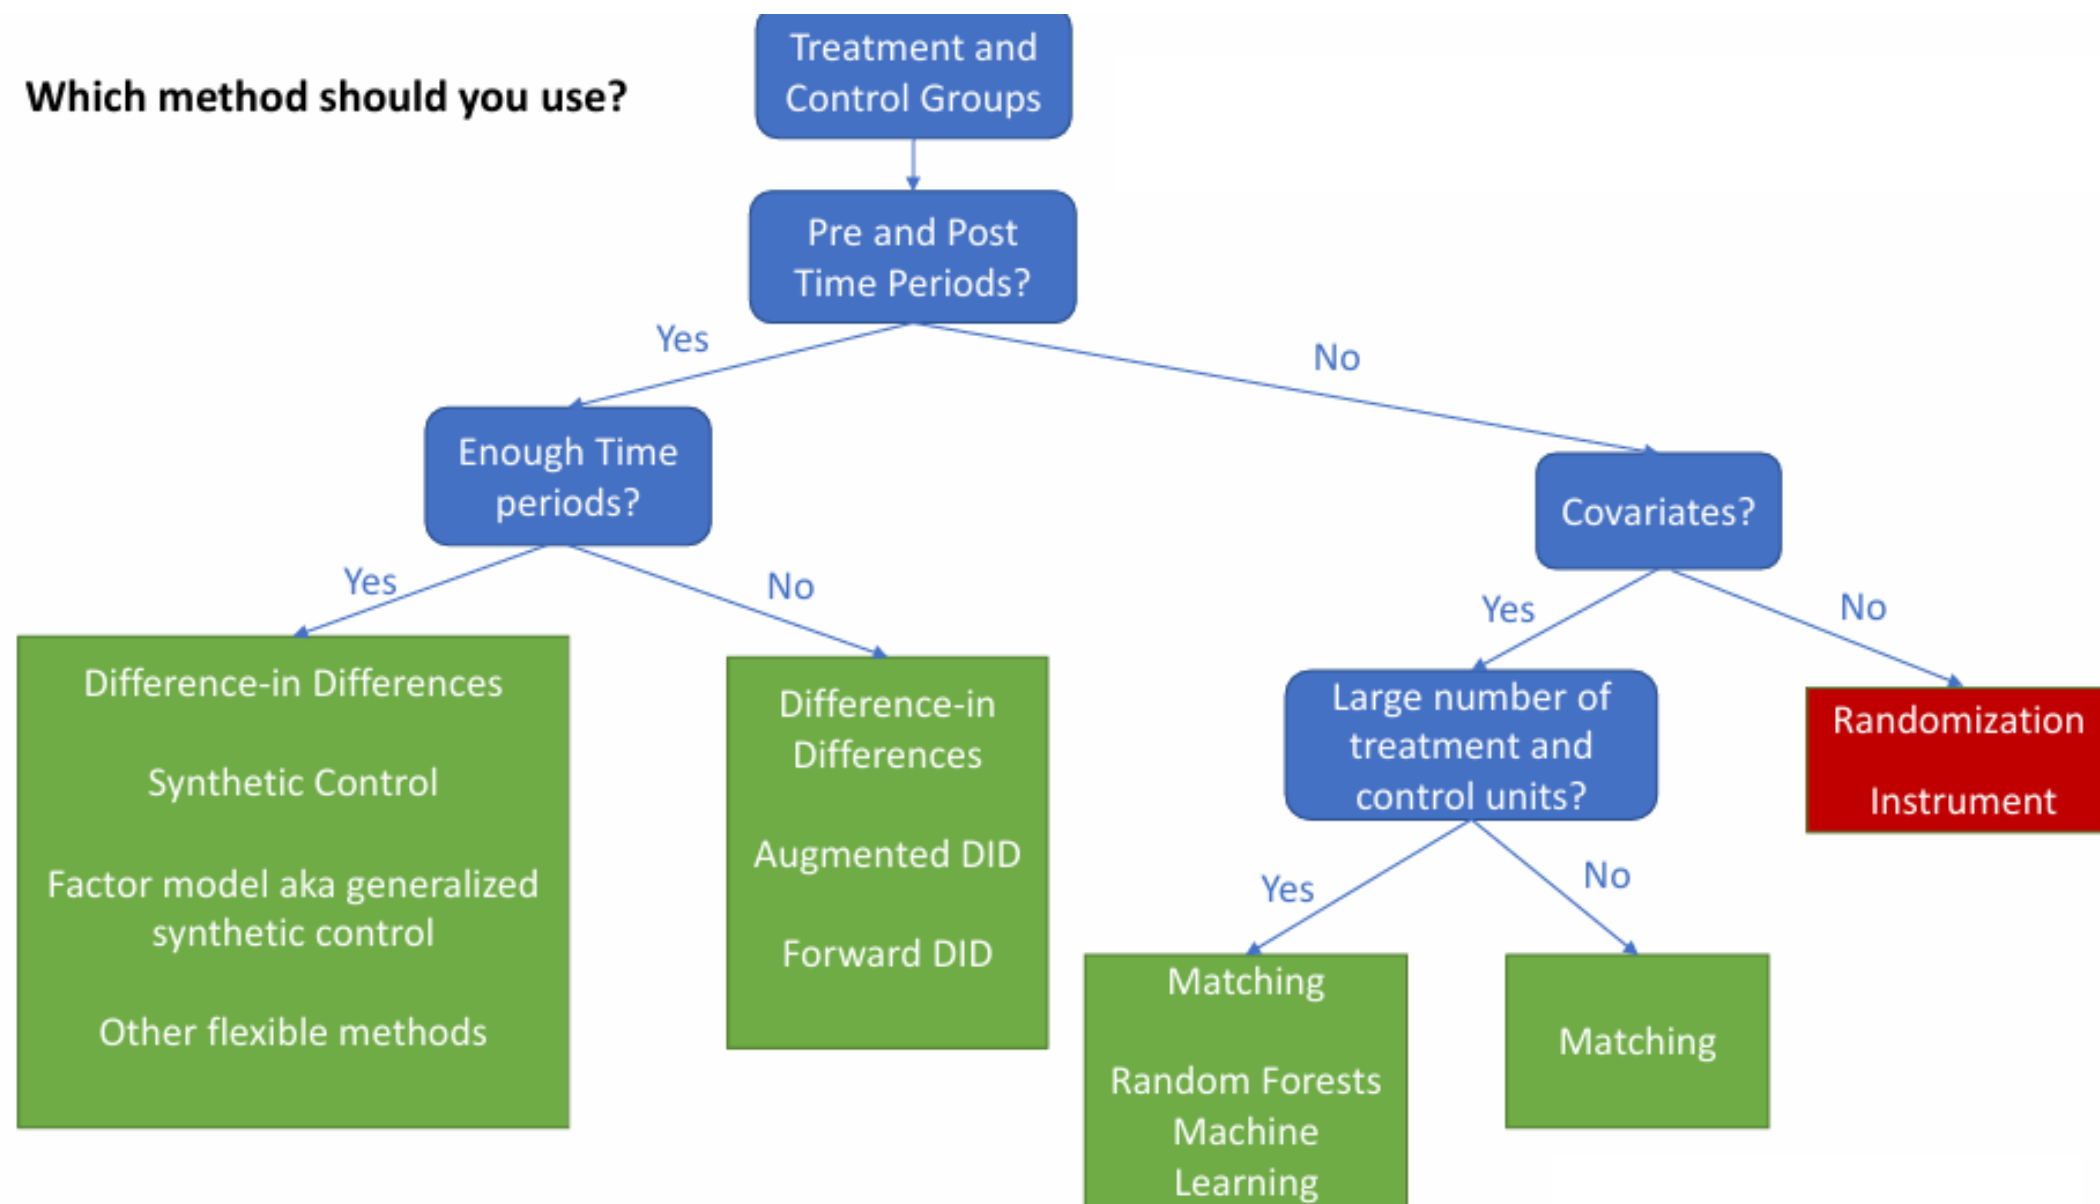 Which method should you use?
Treatment and
Control Groups
Pre and Post
Time Periods?
Yes
No
Enough Time
periods?
Covariates?
Yes
No
Yes
No
Difference-in Differences
Synthetic Control
Factor model aka generalized
synthetic control
Other flexible methods
Difference-in
Differences
Augmented DID
Forward DID
Large number of
treatment and
control units?
Randomization
Instrument
Yes
No
Matching
Random Forests
Machine
Learning
Matching